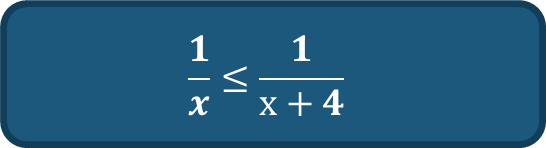 1/x ≤ 1/(x + 4)